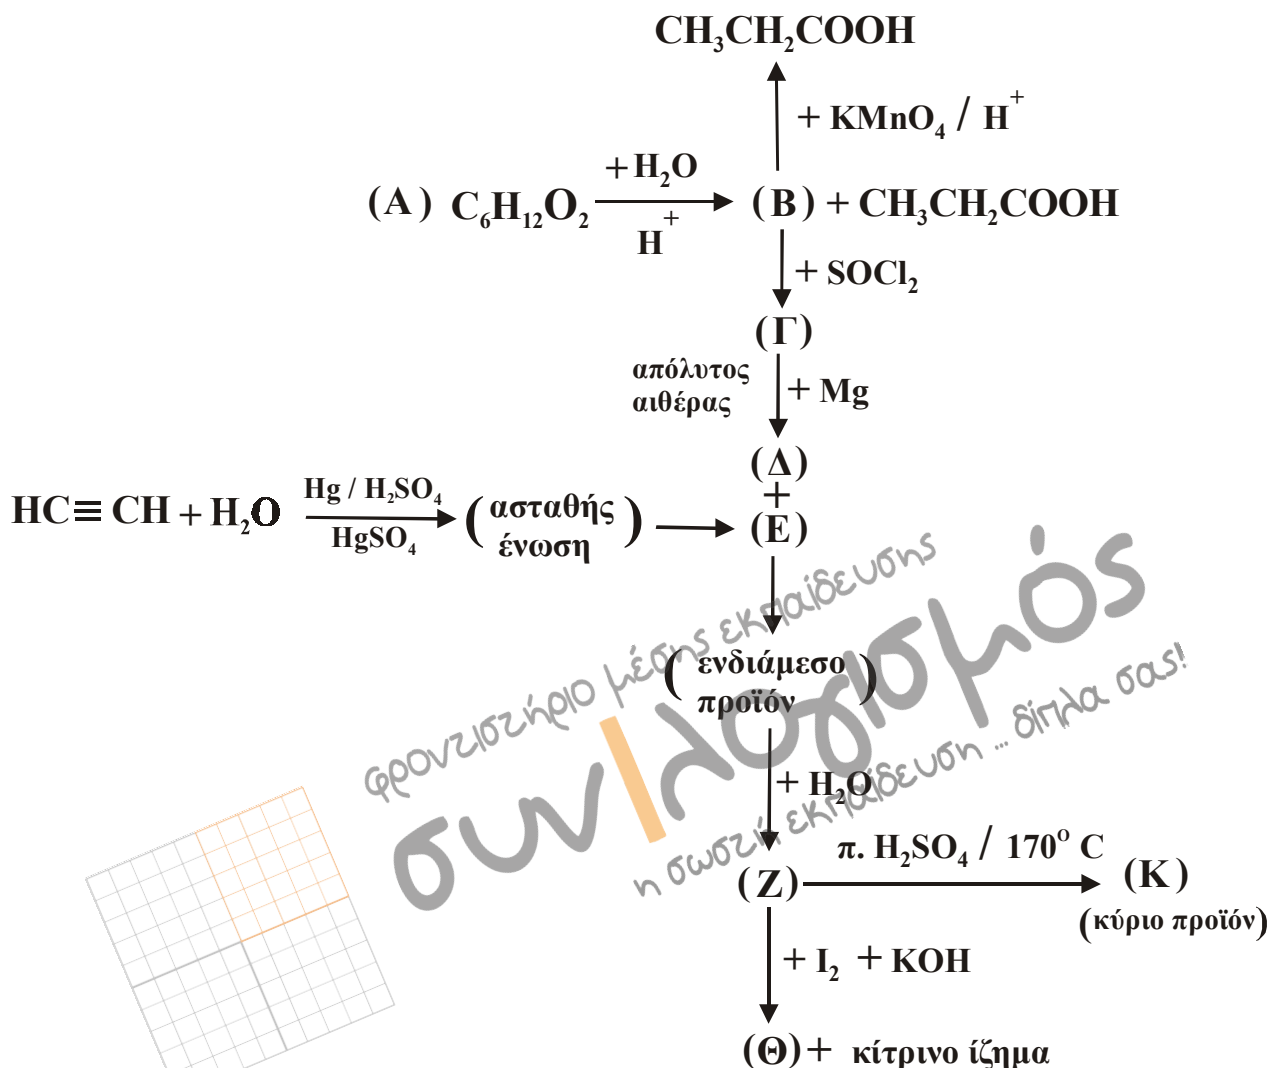 CH₃CH₂COOH
+ KMnO₄ / H⁺
+ H₂O
(A) C₆H₁₂O₂ (B) + CH₃CH₂COOH
H⁺
+ SOCl₂
(Γ)
απόλυτος
αιθέρας
+ Mg
(Δ)
+
HC≡CH + H₂O Hg / H₂SO₄
HgSO₄
(ασταθής
ένωση)
(E)
(ενδιάμεσο
προϊόν)
φροντιστήριο μέσης εκπαίδευσης
συνλογισμός
η σωστή εκπαίδευση ... δίπλα σας!
+ H₂O
π. H₂SO₄ / 170° C
(Z) (K)
(κύριο προϊόν)
+ I₂ + KOH
(Θ) + κίτρινο ίζημα